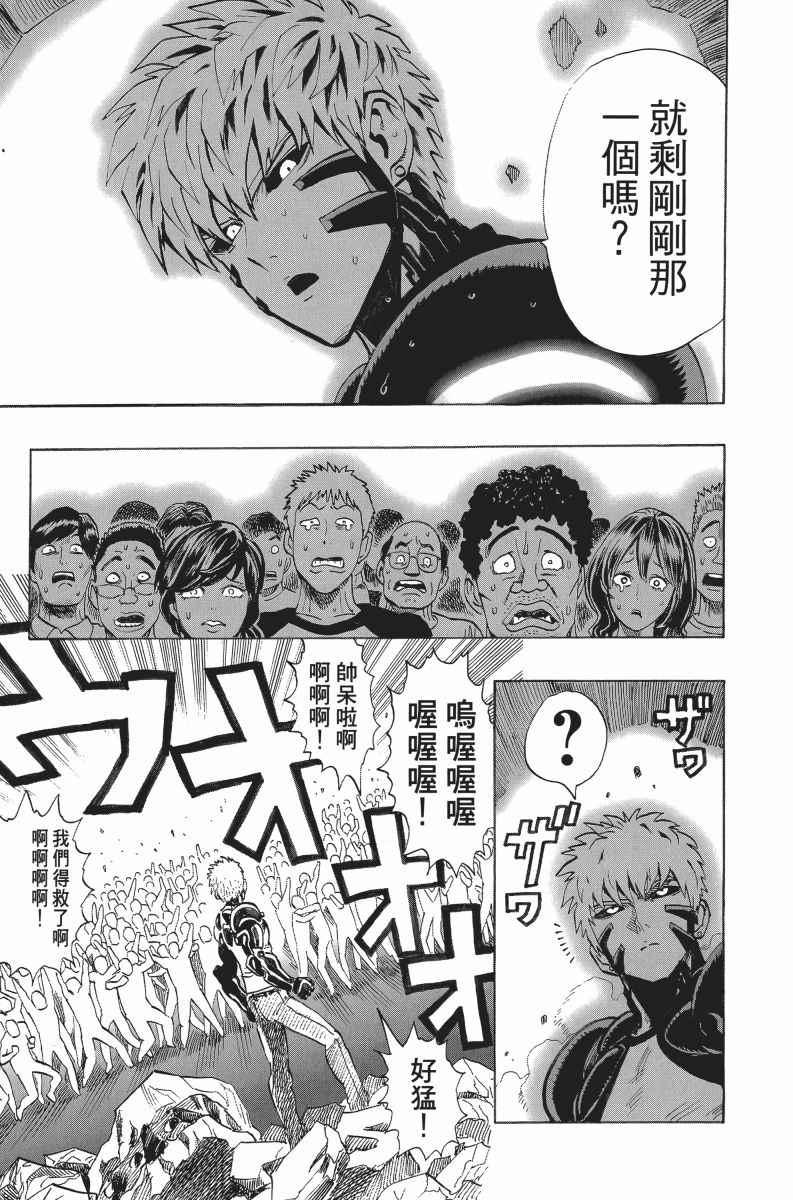 就剩剛剛那
一個嗎？
ザワ
？
ザワ
嗚喔喔喔
喔喔喔！
帥呆啦啊
啊啊啊！
ウオオオ
我們得救了啊
啊啊啊啊！
好猛！